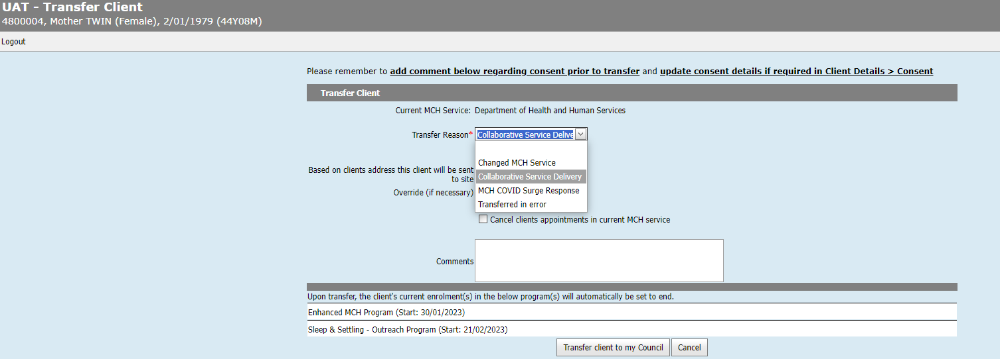 UAT - Transfer Client
4800004, Mother TWIN (Female), 2/01/1979 (44Y08M)
Logout
Please remember to add comment below regarding consent prior to transfer and update consent details if required in Client Details > Consent
Transfer Client
Current MCH Service: Department of Health and Human Services
Transfer Reason* Collaborative Service Delive
Changed MCH Service
Collaborative Service Delivery
MCH COVID Surge Response
Transferred in error
Based on clients address this client will be sent
to site
Override (if necessary)
Cancel clients appointments in current MCH service
Comments
Upon transfer, the client's current enrolment(s) in the below program(s) will automatically be set to end.
Enhanced MCH Program (Start: 30/01/2023)
Sleep & Settling - Outreach Program (Start: 21/02/2023)
Transfer client to my Council Cancel